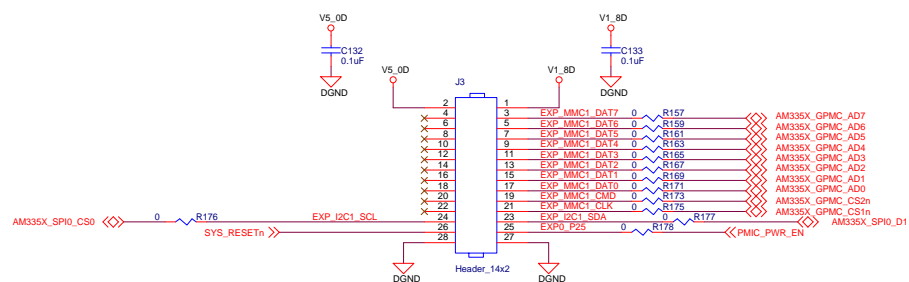 V5_0D
V1_8D
C132
0.1uF
C133
0.1uF
DGND
DGND
V5_0D
V1_8D
J3
2 1
4 3 EXP_MMC1_DAT7 0 R157 AM335X_GPMC_AD7
6 5 EXP_MMC1_DAT6 0 R159 AM335X_GPMC_AD6
8 7 EXP_MMC1_DAT5 0 R161 AM335X_GPMC_AD5
10 9 EXP_MMC1_DAT4 0 R163 AM335X_GPMC_AD4
12 11 EXP_MMC1_DAT3 0 R165 AM335X_GPMC_AD3
14 13 EXP_MMC1_DAT2 0 R167 AM335X_GPMC_AD2
16 15 EXP_MMC1_DAT1 0 R169 AM335X_GPMC_AD1
18 17 EXP_MMC1_DAT0 0 R171 AM335X_GPMC_AD0
20 19 EXP_MMC1_CMD 0 R173 AM335X_GPMC_CS2n
22 21 EXP_MMC1_CLK 0 R175 AM335X_GPMC_CS1n
AM335X_SPI0_CS0 0 R176 EXP_I2C1_SCL 24 23 EXP_I2C1_SDA 0 R177 AM335X_SPI0_D1
SYS_RESETn 26 25 EXP0_P25 0 R178 PMIC_PWR_EN
28 27
DGND
Header_14x2
DGND